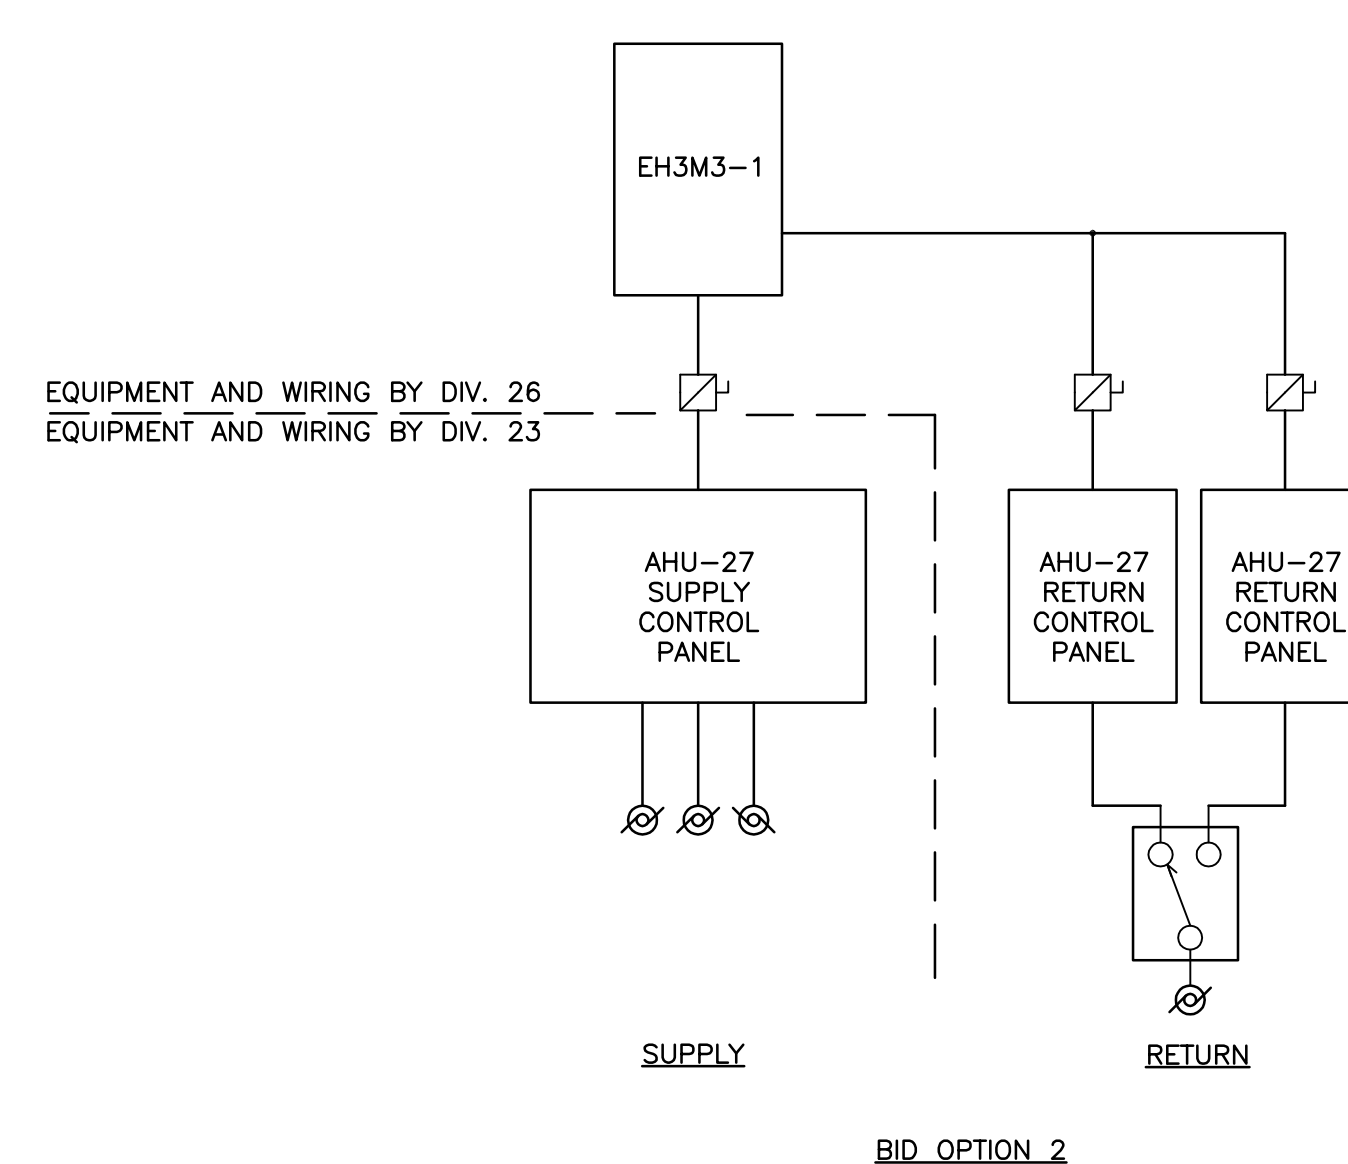 EH3M3-1
EQUIPMENT AND WIRING BY DIV. 26
EQUIPMENT AND WIRING BY DIV. 23
AHU-27
SUPPLY
CONTROL
PANEL
AHU-27
RETURN
CONTROL
PANEL
AHU-27
RETURN
CONTROL
PANEL
SUPPLY
RETURN
BID OPTION 2